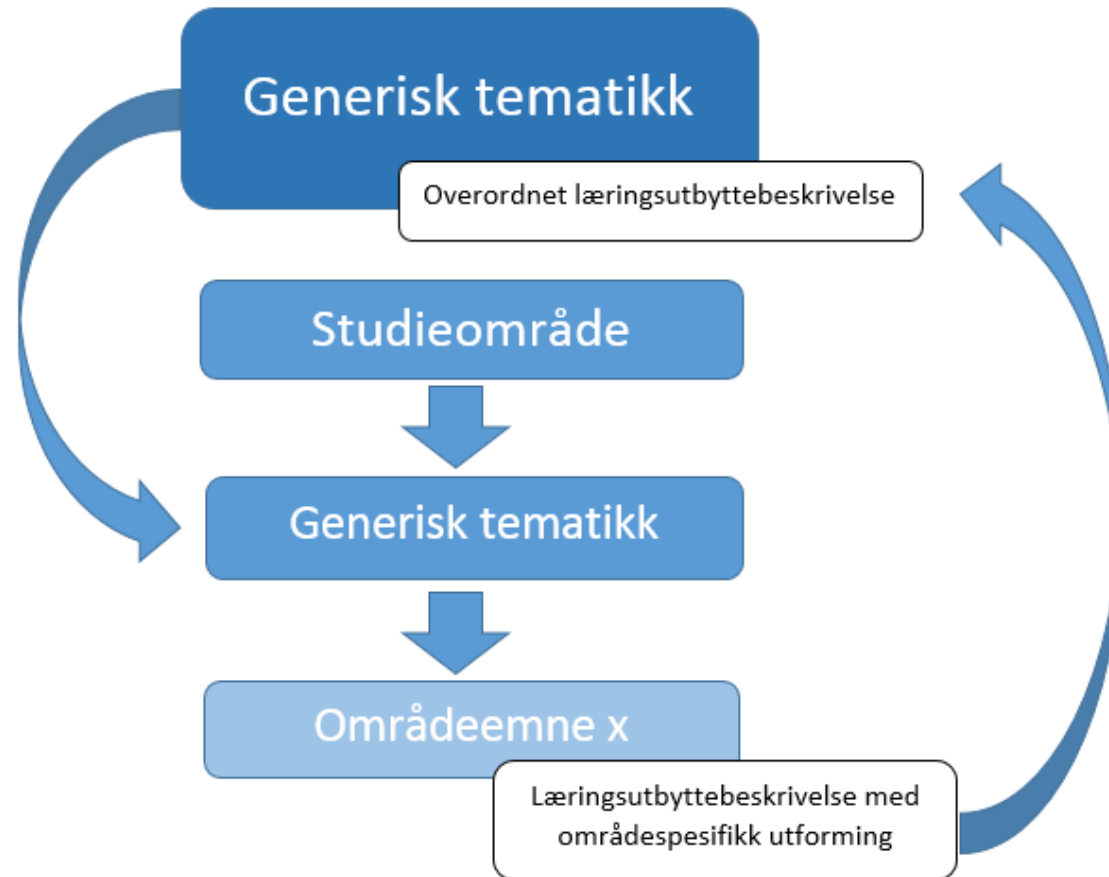 Generisk tematikk
Overordnet læringsutbyttebeskrivelse
Studieområde
Generisk tematikk
Områdeemne x
Læringsutbyttebeskrivelse med
områdespesifikk utforming